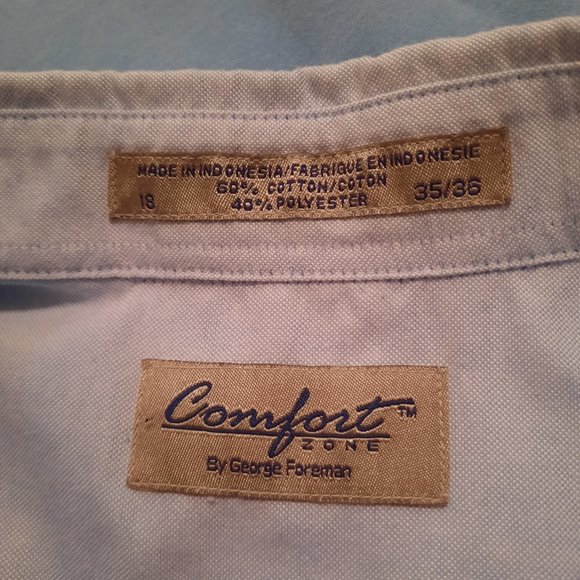 MADE IN INDONESIA/FABRIQUE EN INDONESIE
60% COTTON/COTON
18 40% POLYESTER 35/36
Comfort™
ZONE
By George Foreman